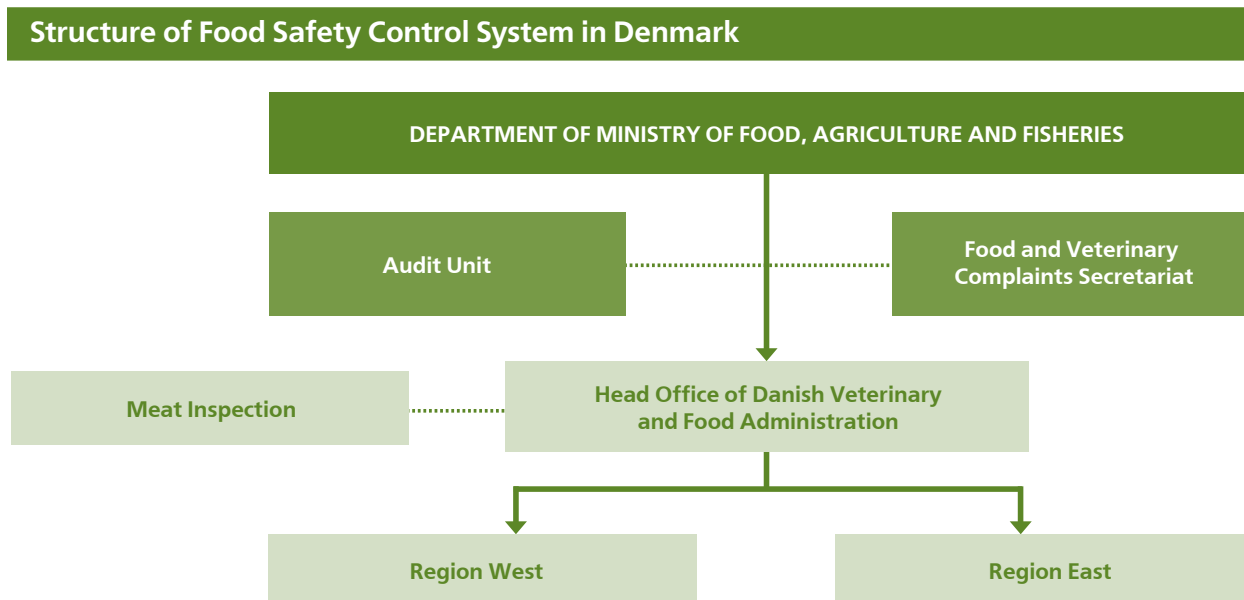 Structure of Food Safety Control System in Denmark
DEPARTMENT OF MINISTRY OF FOOD, AGRICULTURE AND FISHERIES
Audit Unit
Food and Veterinary
Complaints Secretariat
Meat Inspection
Head Office of Danish Veterinary
and Food Administration
Region West
Region East